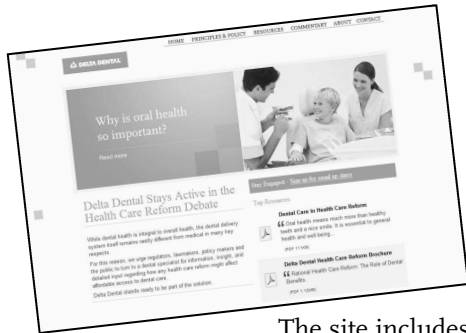 HOME PRINCIPLES & POLICY RESOURCES COMMENTARY ABOUT CONTACT
DELTA DENTAL
Why is oral health
so important?
Read more
Delta Dental Stays Active in the
Health Care Reform Debate
While dental health is integral to overall health, the dental delivery
system itself remains vastly different from medical in many key
respects.
For this reason, we urge regulators, lawmakers, policy makers and
the public to turn to a dental specialist for information, insight, and
detailed input regarding how any health care reform might affect
affordable access to dental care.
Delta Dental stands ready to be part of the solution.
Stay Engaged - Sign up for email updates
Top Resources
Dental Care in Health Care Reform
Oral health means much more than healthy
teeth and a nice smile. It is essential to general
health and well-being...
(PDF 111KB)
Delta Dental Health Care Reform Brochure
Rational Health Care Reform: The Role of Dental
Benefits.
(PDF 1.12MB)
The site includes